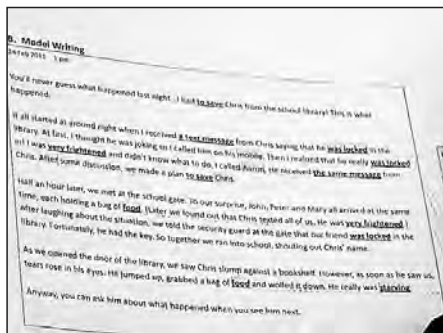 B. Model Writing
24 Feb 2011 1 pm
You'll never guess what happened last night. I had to save Chris from the school library! This is what
happened.
It all started at around eight when I received a text message from Chris saying that he was locked in the
library. At first, I thought he was joking so I called him on his mobile. Then I realised that he really was locked
in! I was very frightened and didn't know what to do. I called Aaron. He received the same message from
Chris. After some discussion, we made a plan to save Chris.
Half an hour later, we met at the school gate. To our surprise, John, Peter and Mary all arrived at the same
time, each holding a bag of food. (Later we found out that Chris texted all of us. He was very frightened.)
After laughing about the situation, we told the security guard at the gate that our friend was locked in the
library. Fortunately, he had the key. So together we ran into school, shouting out Chris' name.
As we opened the door of the library, we saw Chris slump against a bookshelf. However, as soon as he saw us,
tears rose in his eyes. He jumped up, grabbed a bag of food and wolfed it down. He really was starving.
Anyway, you can ask him about what happened when you see him next.